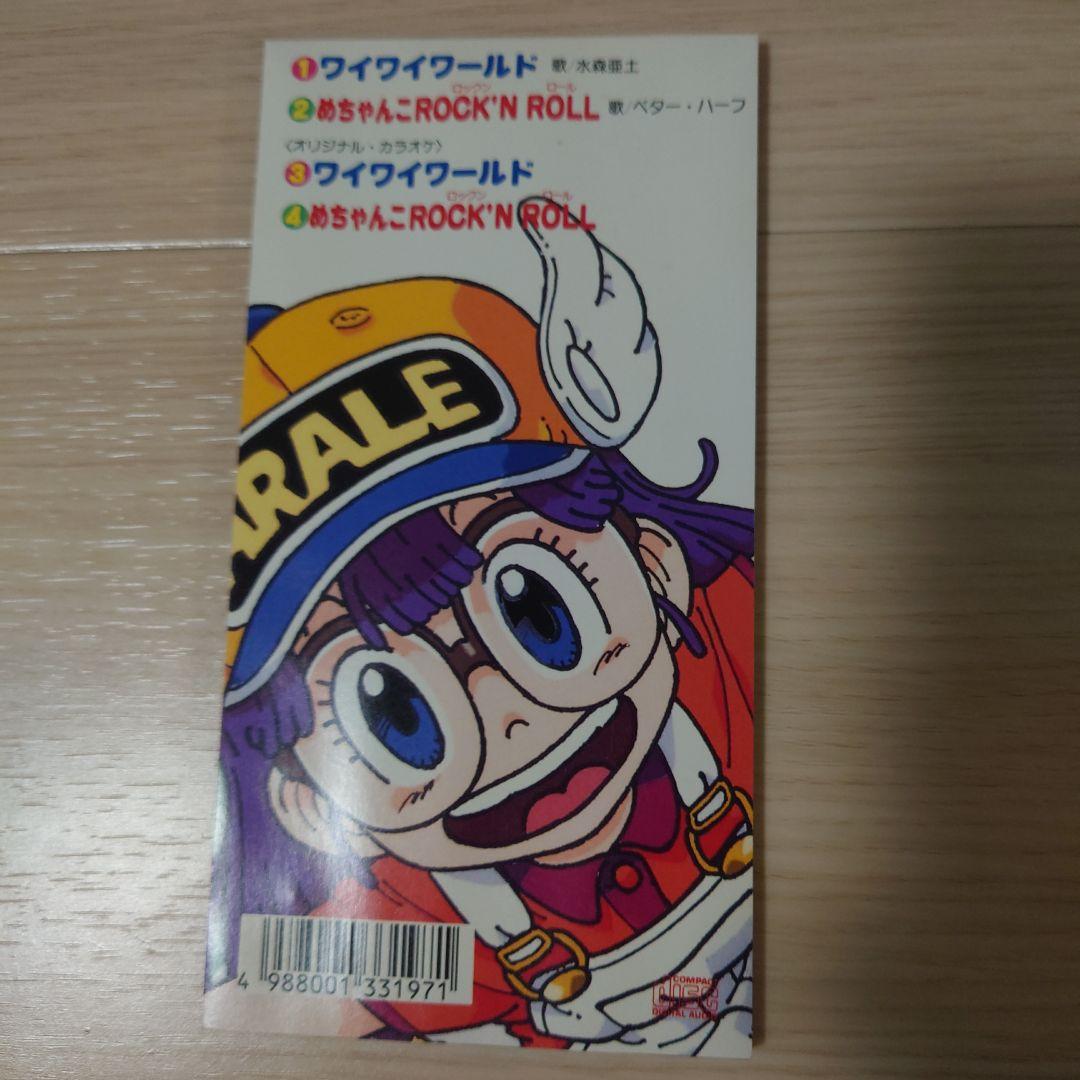 ①ワイワイワールド 歌/水森亜土
ロックン ロール
②めちゃんこROCK'N ROLL 歌/ペター・ハーフ
〈オリジナル・カラオケ〉
③ワイワイワールド
ロックン ロール
④めちゃんこROCK'N ROLL
ARALE
4 988001 331971
COMPACT
disc
DIGITAL AUDIO